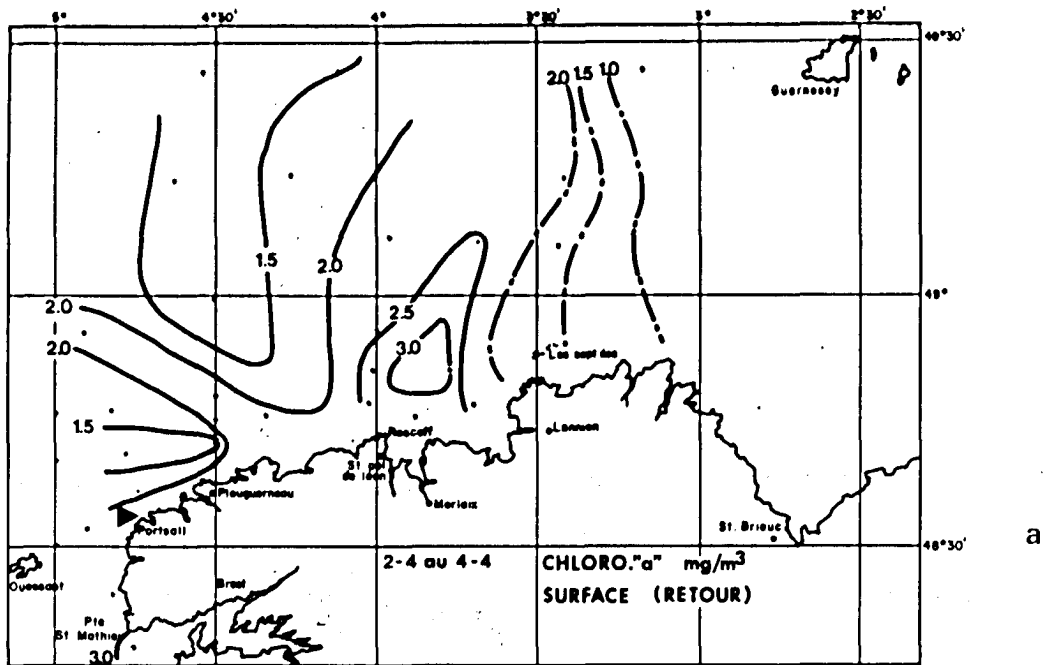 5° 4°30' 4° 3°30' 3° 2°30'
49°30'
2.0 1.5 1.0
Guernesey
1.5 2.0
2.0 2.5 49°
2.0 3.0
Les sept iles
1.5 Roscoff Lannion
St. pol
de léon
Plouguerneau Morlaix
Portsall St. Brieuc
48°30'
2-4 au 4-4 CHLORO."a" mg/m³
Ouessant
Brest SURFACE (RETOUR)
Pte
St. Mathieu
3.0
a